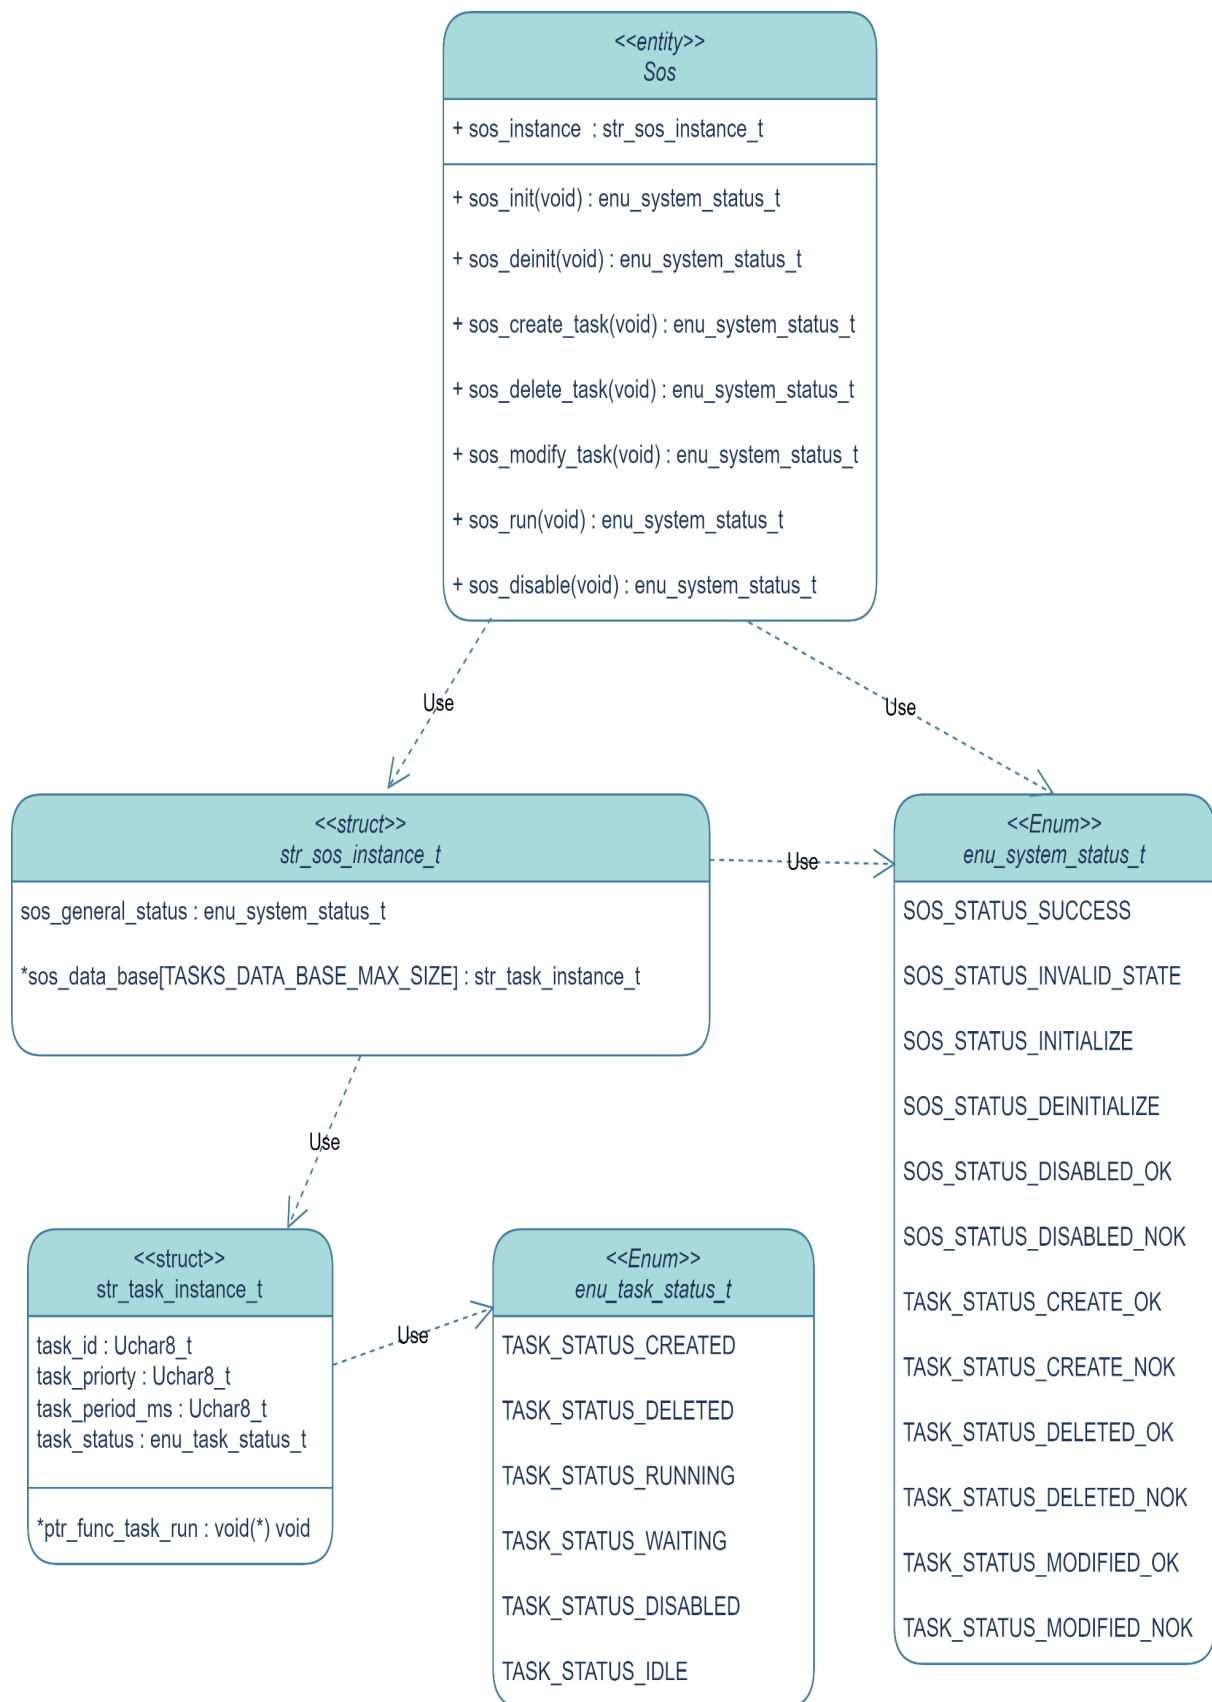 <<entity>>
Sos
+ sos_instance : str_sos_instance_t
+ sos_init(void) : enu_system_status_t
+ sos_deinit(void) : enu_system_status_t
+ sos_create_task(void) : enu_system_status_t
+ sos_delete_task(void) : enu_system_status_t
+ sos_modify_task(void) : enu_system_status_t
+ sos_run(void) : enu_system_status_t
+ sos_disable(void) : enu_system_status_t
Use
Use
<<struct>>
str_sos_instance_t
sos_general_status : enu_system_status_t
*sos_data_base[TASKS_DATA_BASE_MAX_SIZE] : str_task_instance_t
Use
<<Enum>>
enu_system_status_t
SOS_STATUS_SUCCESS
SOS_STATUS_INVALID_STATE
SOS_STATUS_INITIALIZE
SOS_STATUS_DEINITIALIZE
SOS_STATUS_DISABLED_OK
SOS_STATUS_DISABLED_NOK
TASK_STATUS_CREATE_OK
TASK_STATUS_CREATE_NOK
TASK_STATUS_DELETED_OK
TASK_STATUS_DELETED_NOK
TASK_STATUS_MODIFIED_OK
TASK_STATUS_MODIFIED_NOK
Use
<<struct>>
str_task_instance_t
task_id : Uchar8_t
task_priorty : Uchar8_t
task_period_ms : Uchar8_t
task_status : enu_task_status_t
*ptr_func_task_run : void(*) void
Use
<<Enum>>
enu_task_status_t
TASK_STATUS_CREATED
TASK_STATUS_DELETED
TASK_STATUS_RUNNING
TASK_STATUS_WAITING
TASK_STATUS_DISABLED
TASK_STATUS_IDLE